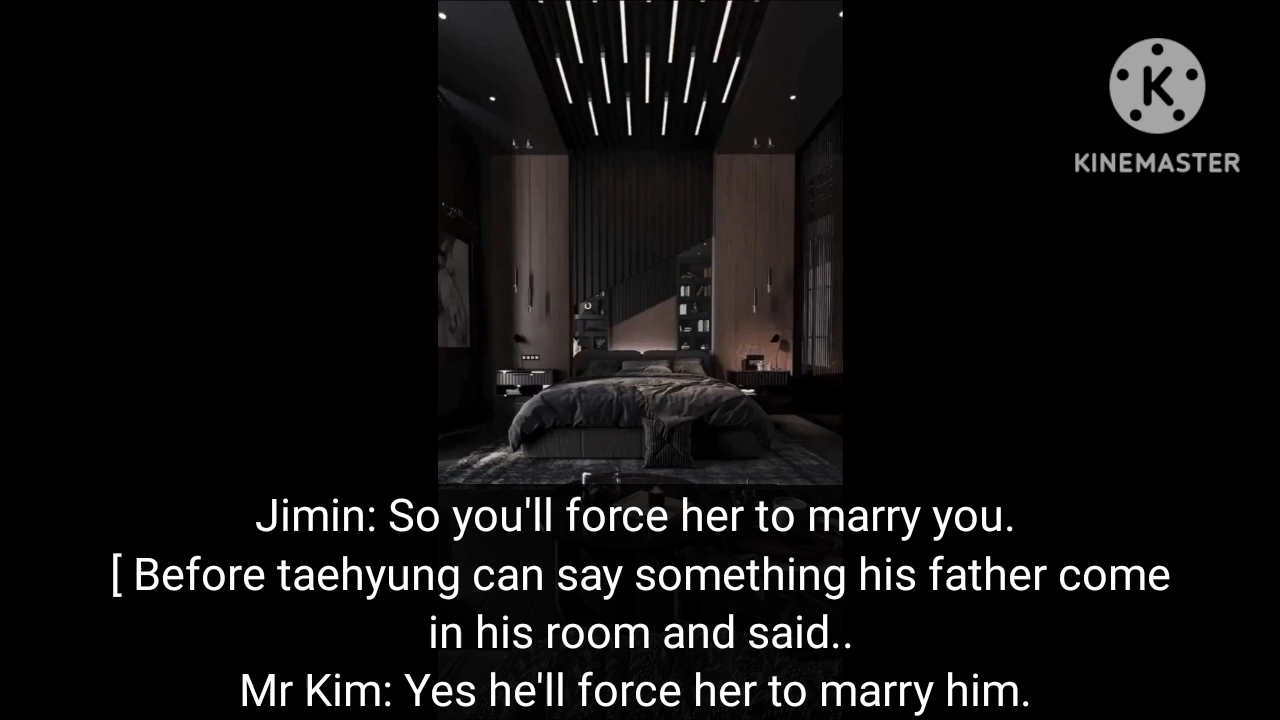 K
KINEMASTER
Jimin: So you'll force her to marry you.
[ Before taehyung can say something his father come
in his room and said..
Mr Kim: Yes he'll force her to marry him.